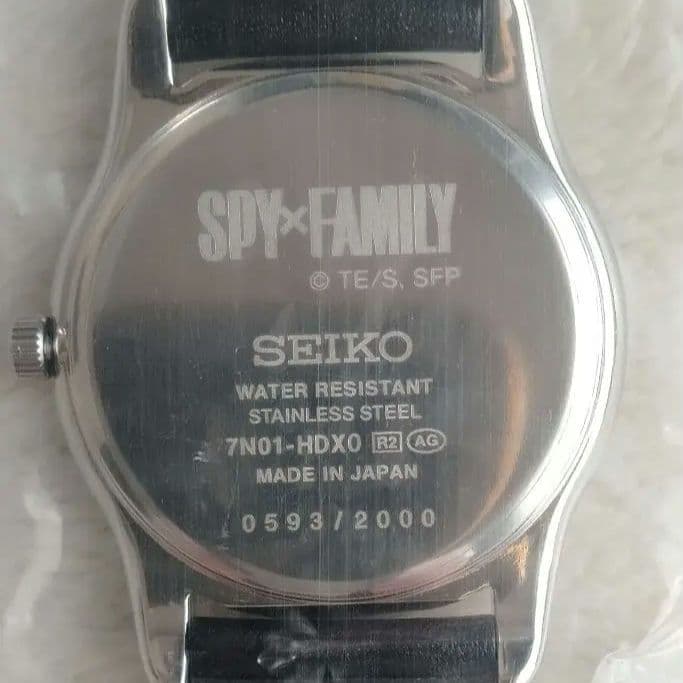 SPY×FAMILY
© TE/S, SFP
SEIKO
WATER RESISTANT
STAINLESS STEEL
7N01-HDX0 R2 AG
MADE IN JAPAN
0593/2000